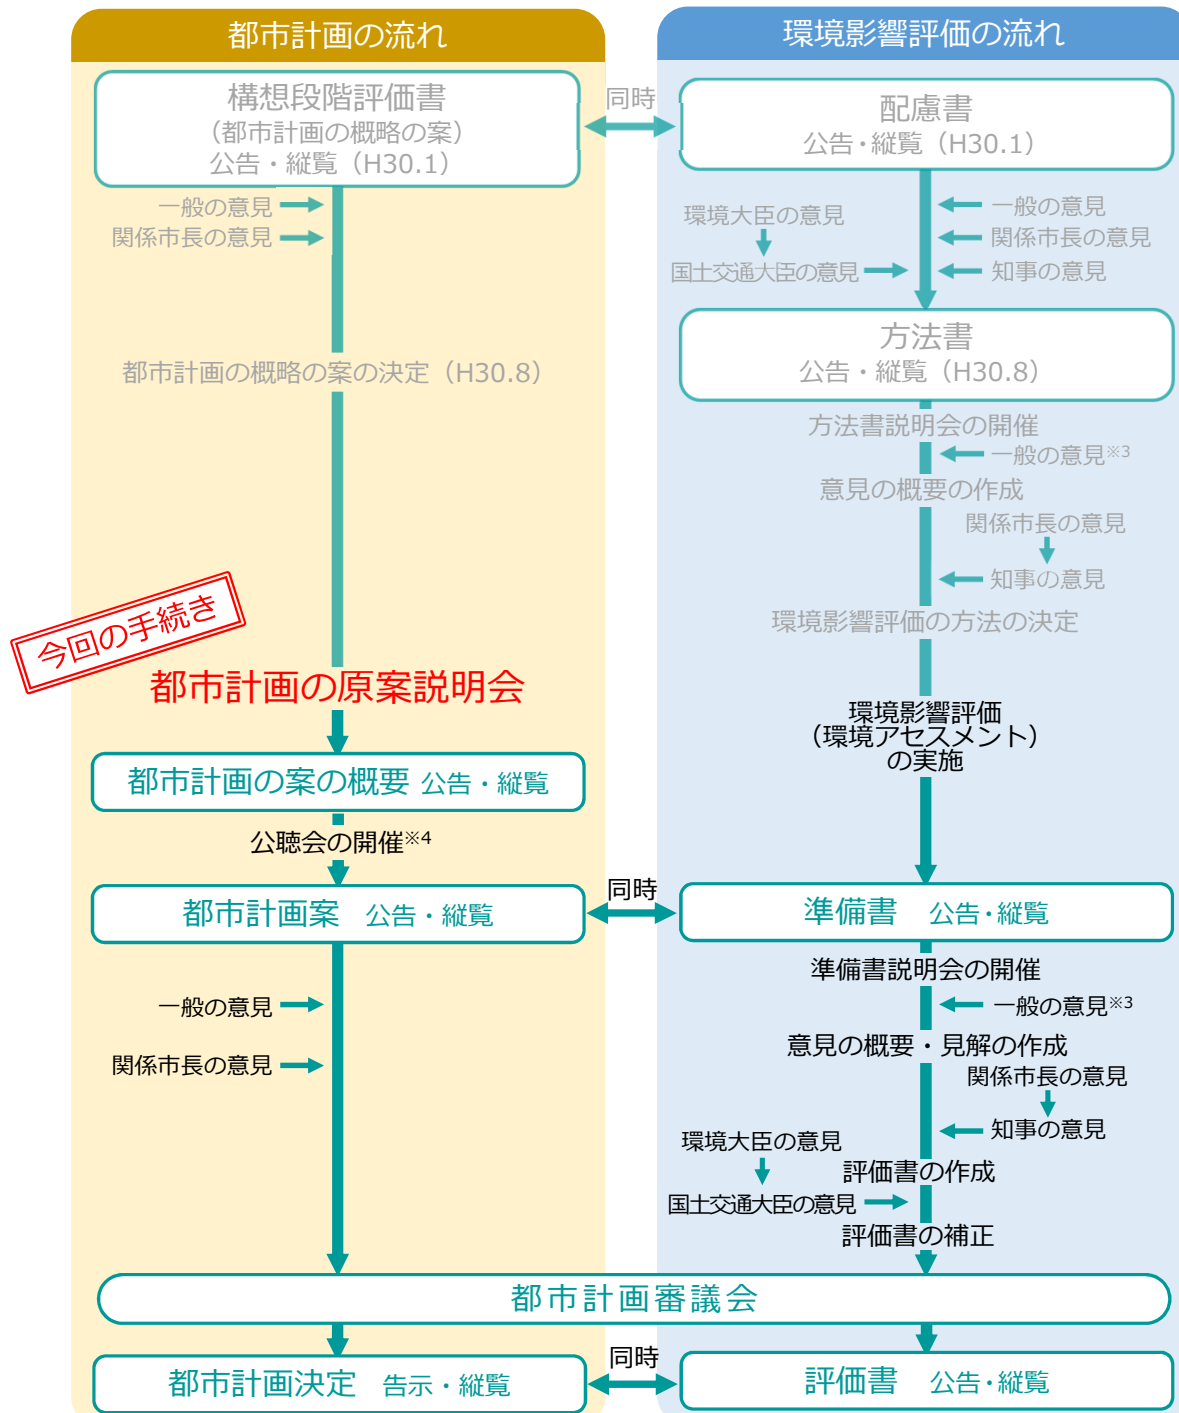 都市計画の流れ
構想段階評価書
（都市計画の概略の案）
公告・縦覧（H30.1）
一般の意見
関係市長の意見
都市計画の概略の案の決定（H30.8）
今回の手続き
都市計画の原案説明会
都市計画の案の概要 公告・縦覧
公聴会の開催※4
都市計画案 公告・縦覧
一般の意見
関係市長の意見
同時
環境影響評価の流れ
配慮書
公告・縦覧（H30.1）
環境大臣の意見
国土交通大臣の意見
一般の意見
関係市長の意見
知事の意見
方法書
公告・縦覧（H30.8）
方法書説明会の開催
一般の意見※3
意見の概要の作成
関係市長の意見
知事の意見
環境影響評価の方法の決定
環境影響評価
（環境アセスメント）
の実施
同時
準備書 公告・縦覧
準備書説明会の開催
一般の意見※3
意見の概要・見解の作成
関係市長の意見
知事の意見
環境大臣の意見
評価書の作成
国土交通大臣の意見
評価書の補正
都市計画審議会
都市計画決定 告示・縦覧
同時
評価書 公告・縦覧